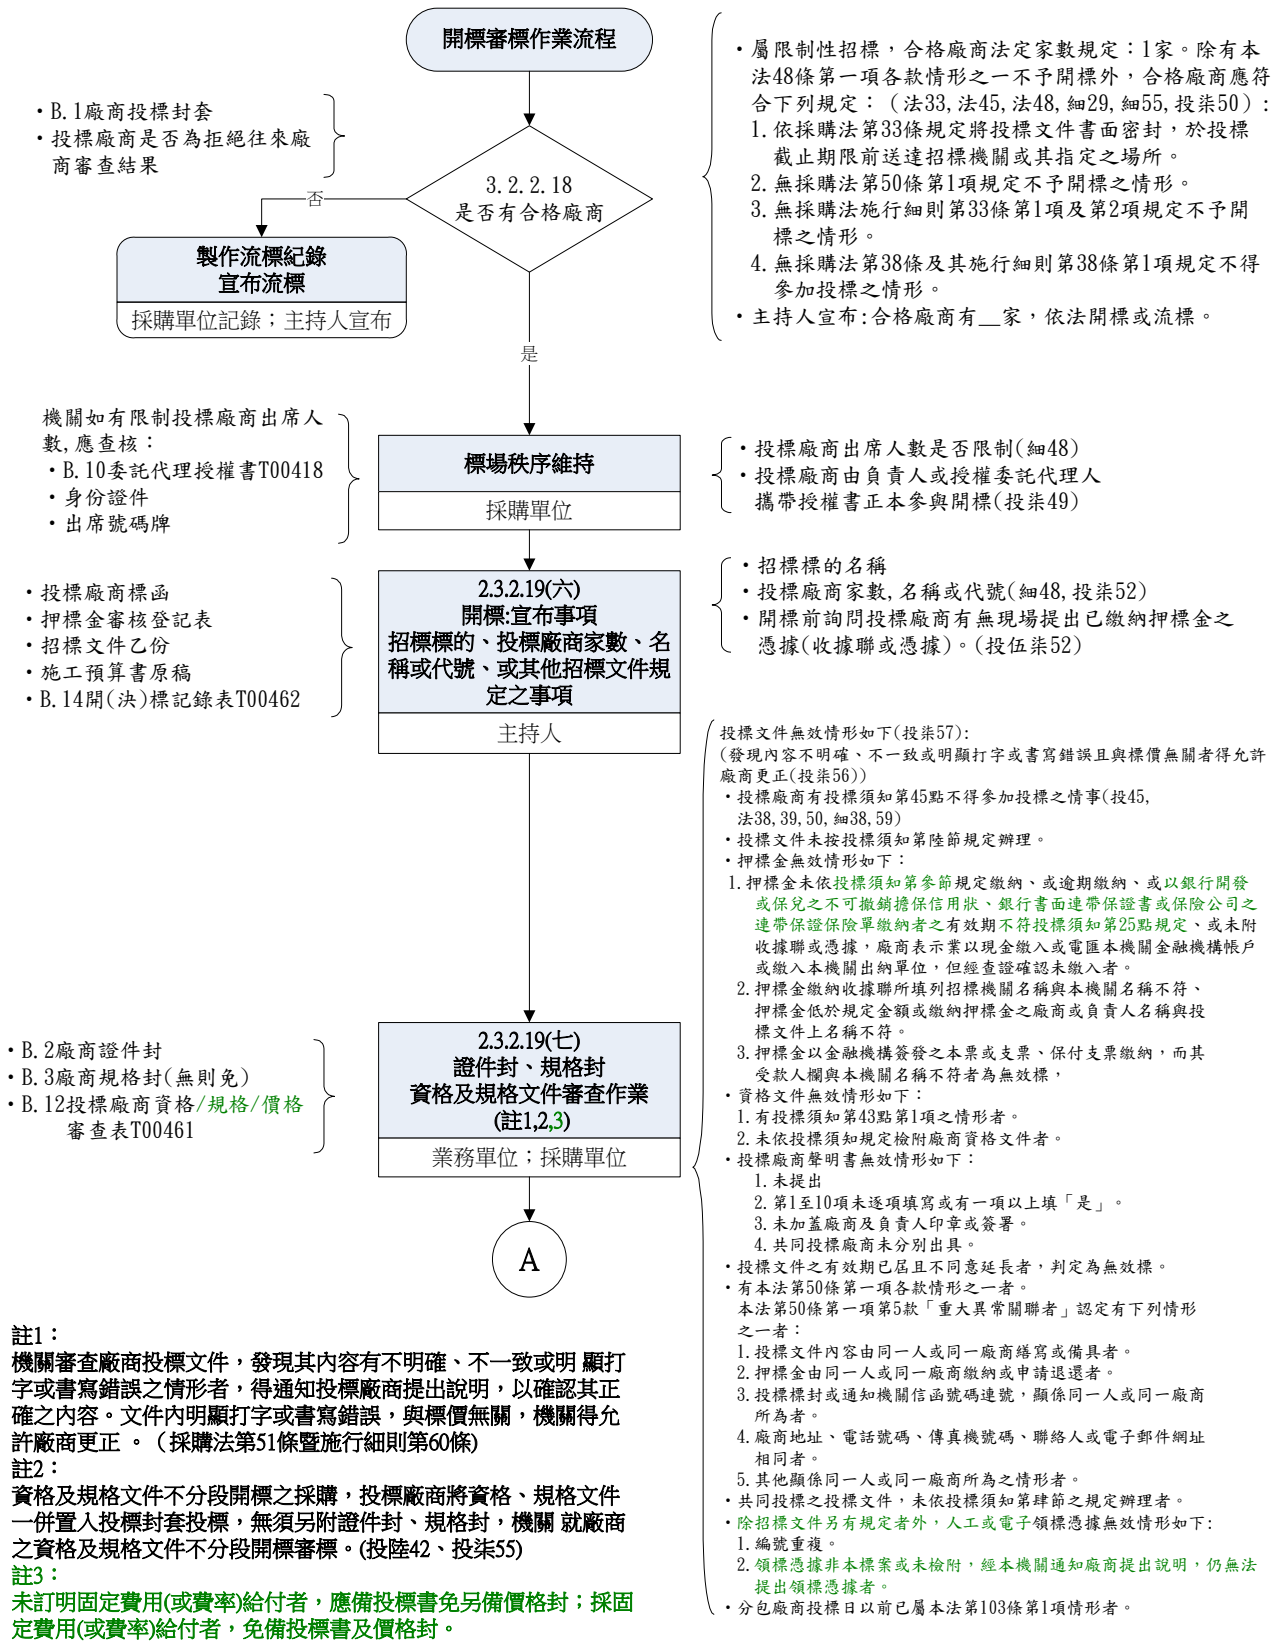 開標審標作業流程
・B.1廠商投標封套
・投標廠商是否為拒絕往來廠
商審查結果
3.2.2.18
是否有合格廠商
否
製作流標紀錄
宣布流標
採購單位記錄；主持人宣布
是
・屬限制性招標，合格廠商法定家數規定：1家。除有本
法48條第一項各款情形之一不予開標外，合格廠商應符
合下列規定：（法33,法45,法48,細29,細55,投柒50）:
1.依採購法第33條規定將投標文件書面密封，於投標
截止期限前送達招標機關或其指定之場所。
2.無採購法第50條第1項規定不予開標之情形。
3.無採購法施行細則第33條第1項及第2項規定不予開
標之情形。
4.無採購法第38條及其施行細則第38條第1項規定不得
參加投標之情形。
・主持人宣布:合格廠商有__家，依法開標或流標。
機關如有限制投標廠商出席人
數,應查核：
・B.10委託代理授權書T00418
・身份證件
・出席號碼牌
標場秩序維持
採購單位
・投標廠商出席人數是否限制(細48)
・投標廠商由負責人或授權委託代理人
攜帶授權書正本參與開標(投柒49)
・投標廠商標函
・押標金審核登記表
・招標文件乙份
・施工預算書原稿
・B.14開(決)標記錄表T00462
2.3.2.19(六)
開標:宣布事項
招標標的、投標廠商家數、名
稱或代號、或其他招標文件規
定之事項
主持人
・招標標的名稱
・投標廠商家數,名稱或代號(細48,投柒52)
・開標前詢問投標廠商有無現場提出已繳納押標金之
憑據(收據聯或憑據)。(投伍柒52)
・B.2廠商證件封
・B.3廠商規格封(無則免)
・B.12投標廠商資格/規格/價格
審查表T00461
2.3.2.19(七)
證件封、規格封
資格及規格文件審查作業
(註1,2,3)
業務單位；採購單位
A
投標文件無效情形如下(投柒57):
(發現內容不明確、不一致或明顯打字或書寫錯誤且與標價無關者得允許
廠商更正(投柒56))
・投標廠商有投標須知第45點不得參加投標之情事(投45,
法38,39,50,細38,59)
・投標文件未按投標須知第陸節規定辦理。
・押標金無效情形如下：
1.押標金未依投標須知第參節規定繳納、或逾期繳納、或以銀行開發
或保兌之不可撤銷擔保信用狀、銀行書面連帶保證書或保險公司之
連帶保證保險單繳納者之有效期不符投標須知第25點規定、或未附
收據聯或憑據，廠商表示業以現金繳入或電匯本機關金融機構帳戶
或繳入本機關出納單位，但經查證確認未繳入者。
2.押標金繳納收據聯所填列招標機關名稱與本機關名稱不符、
押標金低於規定金額或繳納押標金之廠商或負責人名稱與投
標文件上名稱不符。
3.押標金以金融機構簽發之本票或支票、保付支票繳納，而其
受款人欄與本機關名稱不符者為無效標，
・資格文件無效情形如下：
1.有投標須知第43點第1項之情形者。
2.未依投標須知規定檢附廠商資格文件者。
・投標廠商聲明書無效情形如下：
1.未提出
2.第1至10項未逐項填寫或有一項以上填「是」。
3.未加蓋廠商及負責人印章或簽署。
4.共同投標廠商未分別出具。
・投標文件之有效期已屆且不同意延長者，判定為無效標。
・有本法第50條第一項各款情形之一者。
本法第50條第一項第5款「重大異常關聯者」認定有下列情形
之一者：
1.投標文件內容由同一人或同一廠商繕寫或備具者。
2.押標金由同一人或同一廠商繳納或申請退還者。
3.投標標封或通知機關信函號碼連號，顯係同一人或同一廠商
所為者。
4.廠商地址、電話號碼、傳真機號碼、聯絡人或電子郵件網址
相同者。
5.其他顯係同一人或同一廠商所為之情形者。
・共同投標之投標文件，未依投標須知第肆節之規定辦理者。
・除招標文件另有規定者外，人工或電子領標憑據無效情形如下:
1.編號重複。
2.領標憑據非本標案或未檢附，經本機關通知廠商提出說明，仍無法
提出領標憑據者。
・分包廠商投標日以前已屬本法第103條第1項情形者。
註1：
機關審查廠商投標文件，發現其內容有不明確、不一致或明 顯打
字或書寫錯誤之情形者，得通知投標廠商提出說明，以確認其正
確之內容。文件內明顯打字或書寫錯誤，與標價無關，機關得允
許廠商更正 。（ 採購法第51條暨施行細則第60條)
註2：
資格及規格文件不分段開標之採購，投標廠商將資格、規格文件
一併置入投標封套投標，無須另附證件封、規格封，機關 就廠商
之資格及規格文件不分段開標審標。(投陸42、投柒55)
註3：
未訂明固定費用(或費率)給付者，應備投標書免另備價格封；採固
定費用(或費率)給付者，免備投標書及價格封。